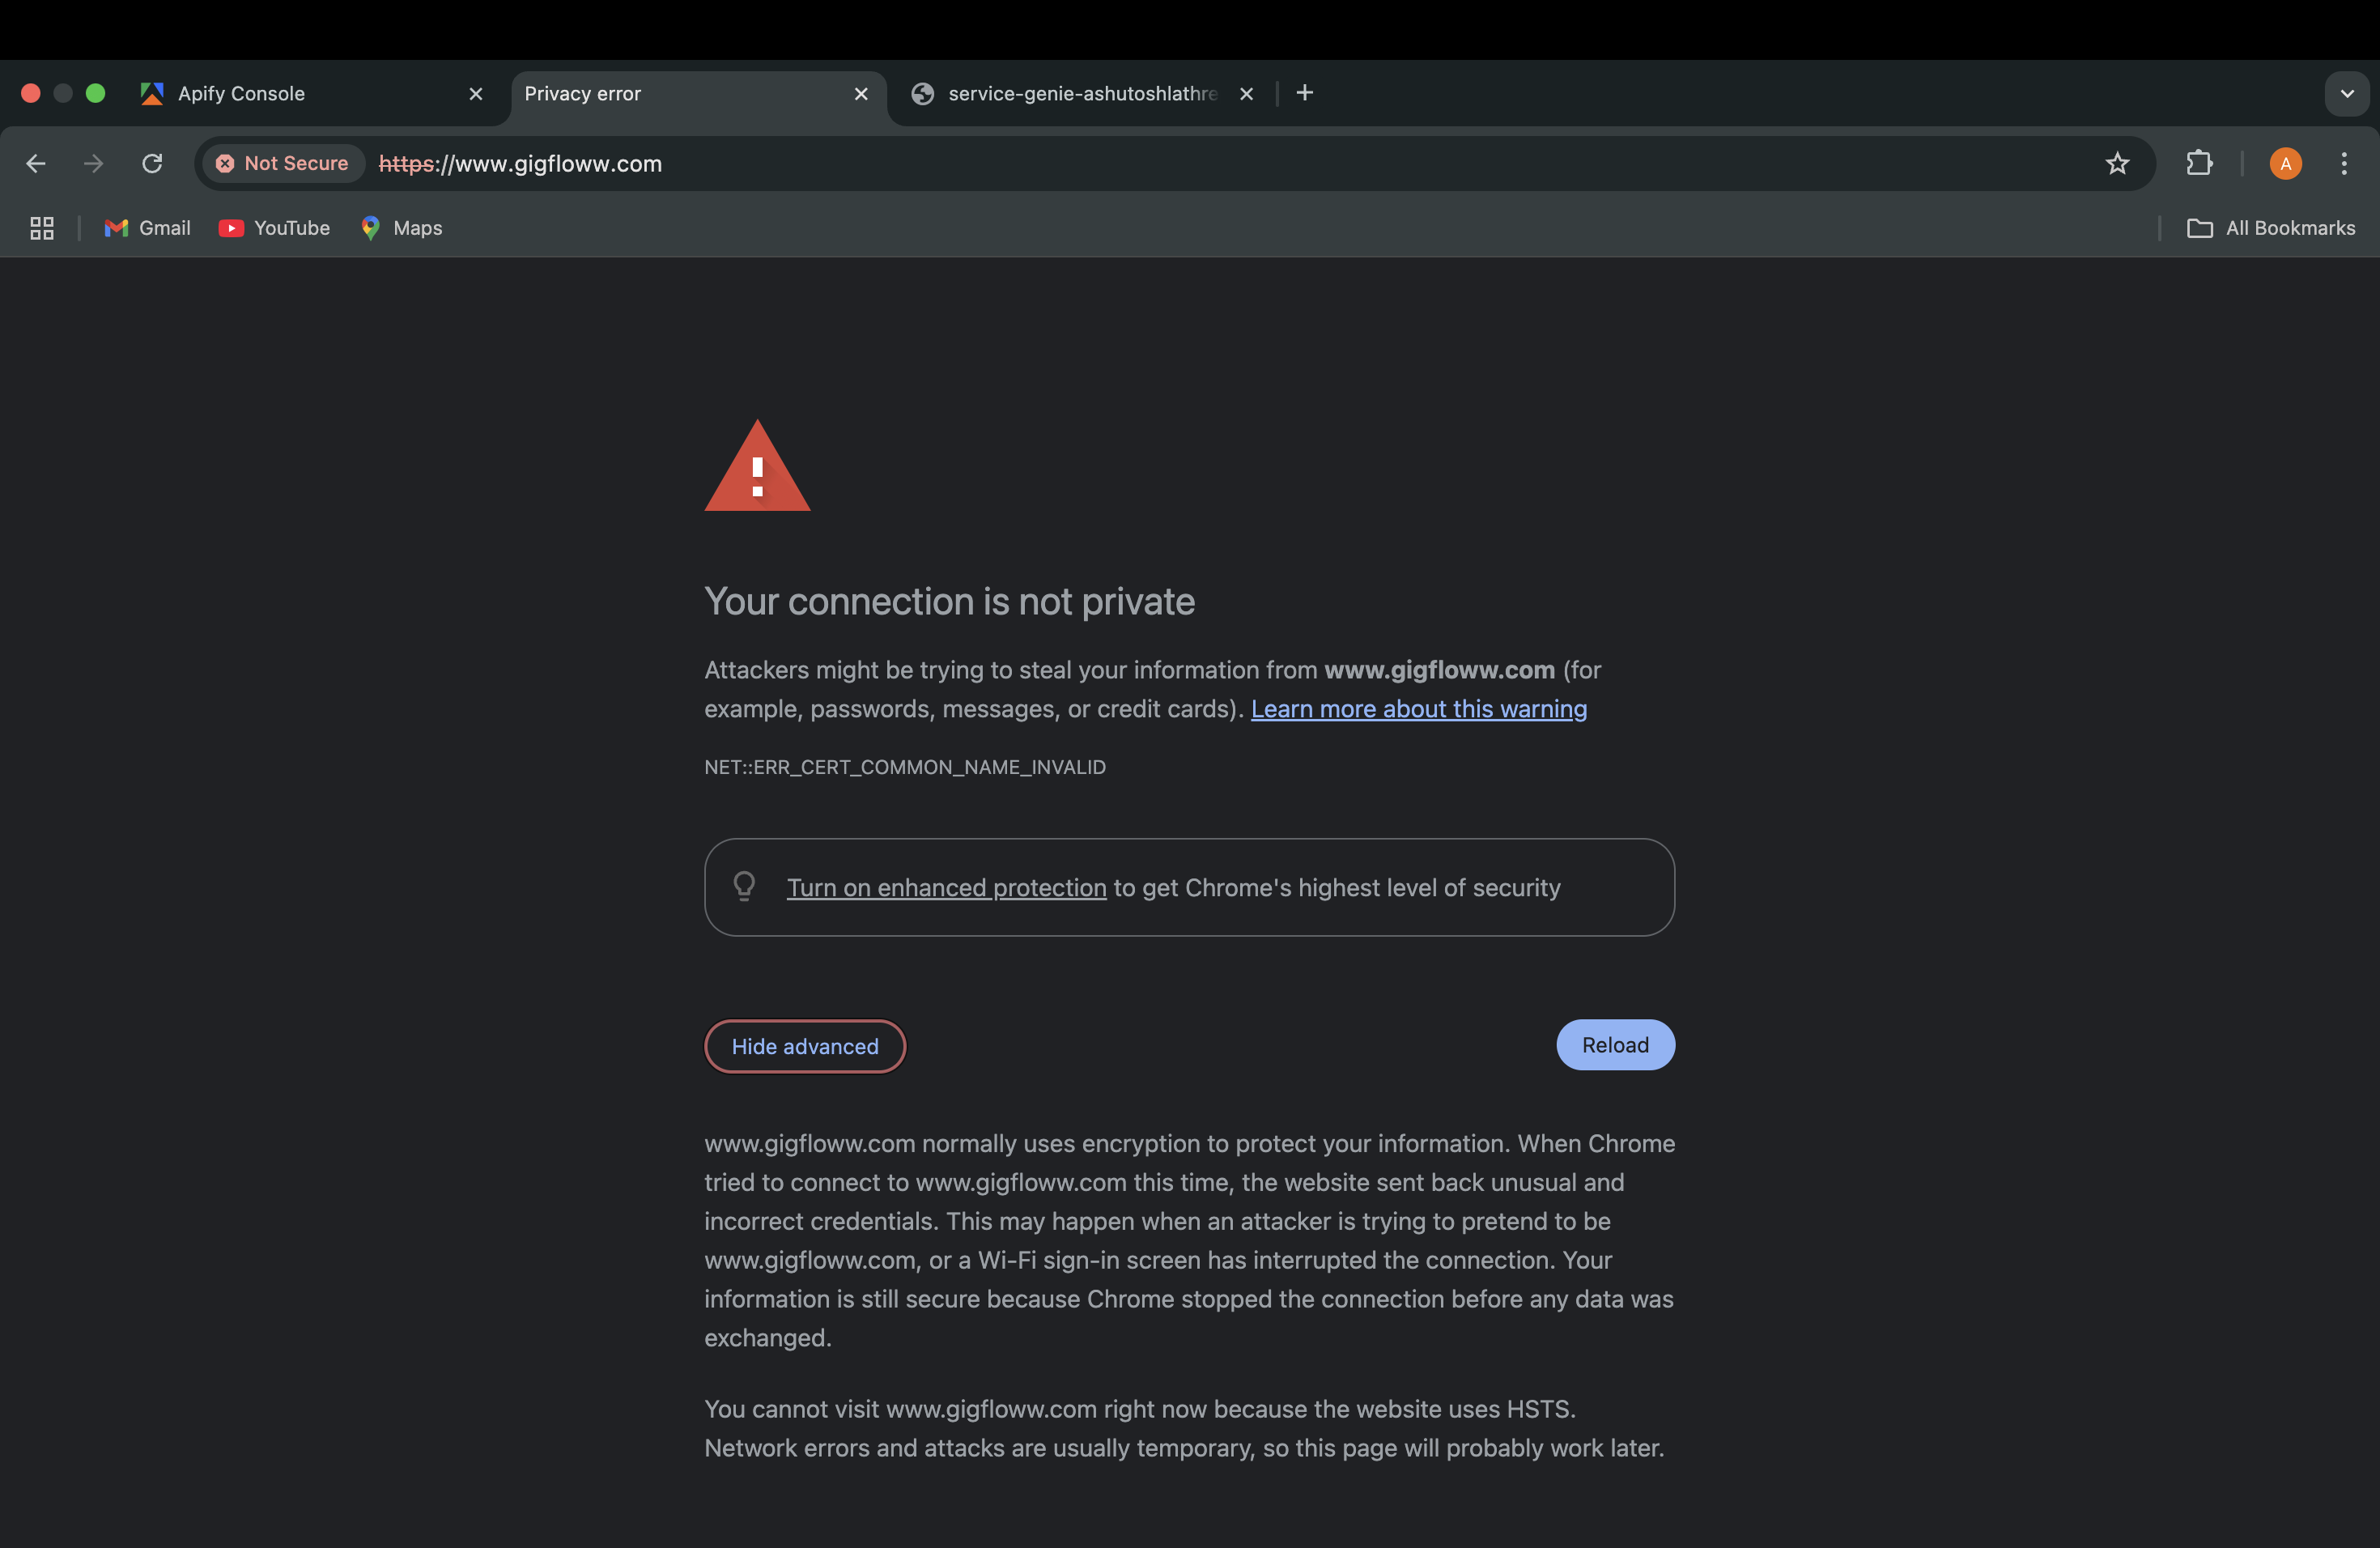 Apify Console
Privacy error
service-genie-ashutoshlathre
Not Secure
https://www.gigfloww.com
A
Gmail
YouTube
Maps
All Bookmarks
Your connection is not private
Attackers might be trying to steal your information from www.gigfloww.com (for
example, passwords, messages, or credit cards). Learn more about this warning
NET::ERR_CERT_COMMON_NAME_INVALID
Turn on enhanced protection to get Chrome's highest level of security
Hide advanced
Reload
www.gigfloww.com normally uses encryption to protect your information. When Chrome
tried to connect to www.gigfloww.com this time, the website sent back unusual and
incorrect credentials. This may happen when an attacker is trying to pretend to be
www.gigfloww.com, or a Wi-Fi sign-in screen has interrupted the connection. Your
information is still secure because Chrome stopped the connection before any data was
exchanged.
You cannot visit www.gigfloww.com right now because the website uses HSTS.
Network errors and attacks are usually temporary, so this page will probably work later.